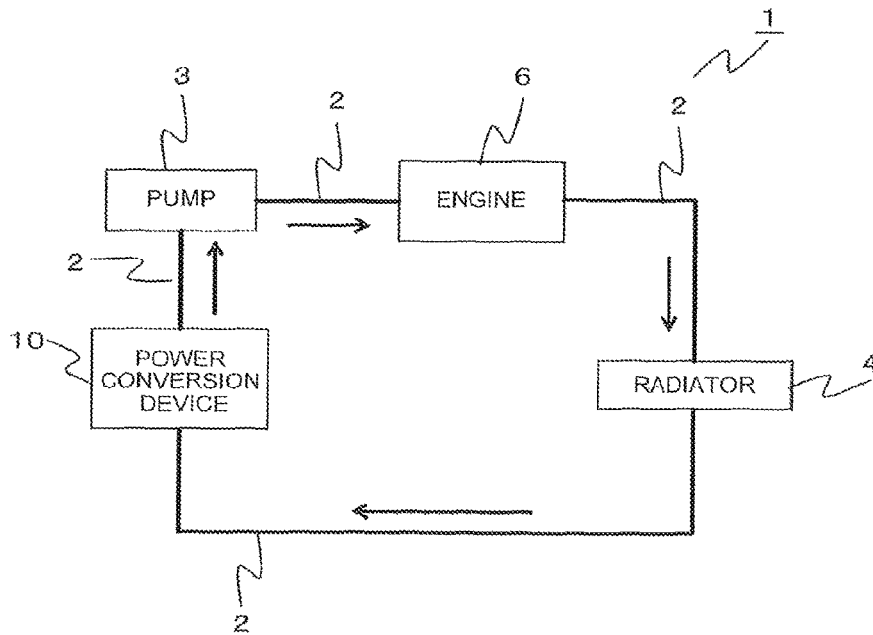 1
3
2
6
2
PUMP
ENGINE
2
10
POWER
CONVERSION
DEVICE
RADIATOR
4
2